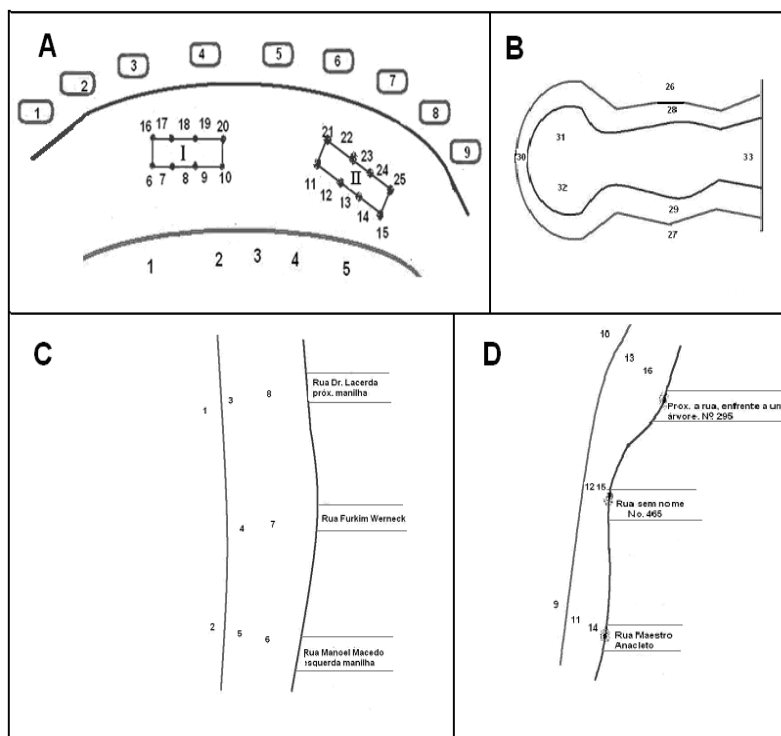 A
1
2
3
4
5
6
7
8
9
16 17 18 19 20
I
6 7 8 9 10
21
22
23
24
25
II
11
12
13
14
15
1 2 3 4 5
B
26
28
31
30
33
32
29
27
C
Rua Dr. Lacerda
próx. manilha
1
3
8
Rua Furkim Werneck
4
7
2
5
6
Rua Manoel Macedo
esquerda manilha
D
10
13
16
Prox. a rua, enfrente a un
árvore. Nº 295
12 15
Rua sem nome
No. 465
9
11
14
Rua Maestro
Anacleto